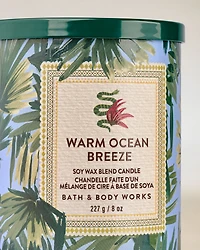 WARM OCEAN
BREEZE
SOY WAX BLEND CANDLE
CHANDELLE FAITE D'UN
MÉLANGE DE CIRE À BASE DE SOYA
BATH & BODY WORKS
227 g / 8 oz